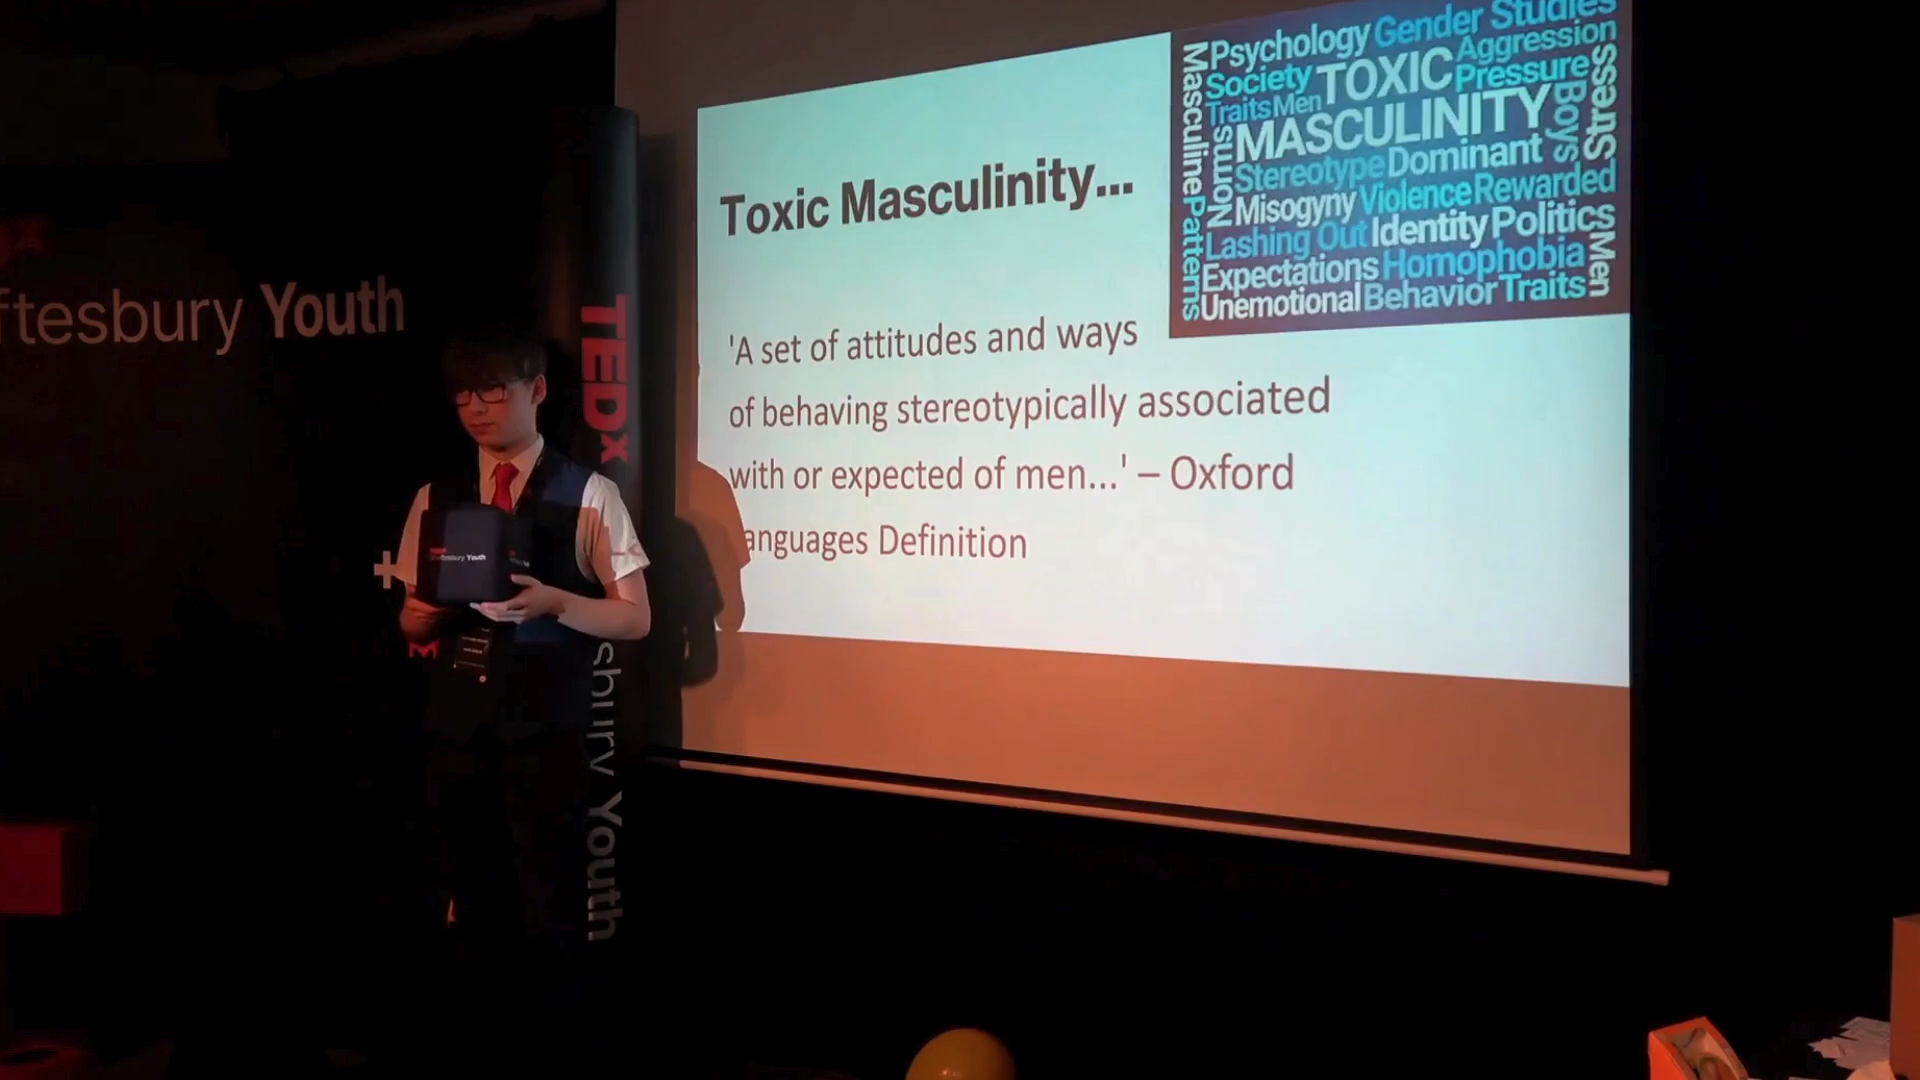 ftesbury Youth
TEDx
sbury Youth
Toxic Masculinity...
'A set of attitudes and ways
of behaving stereotypically associated
with or expected of men...' – Oxford
anguages Definition
Psychology Gender Studies
Society TOXIC Aggression
Pressure
Traits Men
MASCULINITY
Masculine
Norms
Boys
Stress
Stereotype Dominant
Misogyny Violence Rewarded
Lashing Out Identity Politics
Patterns
Expectations Homophobia
Men
Unemotional Behavior Traits
Youth